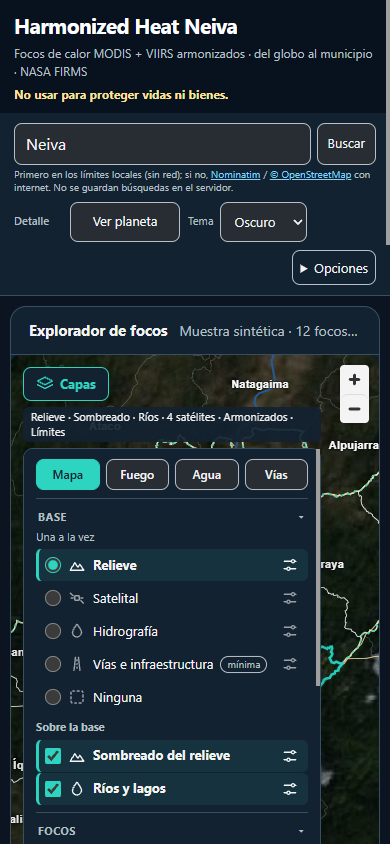 Harmonized Heat Neiva
Focos de calor MODIS + VIIRS armonizados · del globo al municipio
· NASA FIRMS
No usar para proteger vidas ni bienes.
Neiva
Buscar
Primero en los límites locales (sin red); si no, Nominatim / © OpenStreetMap con
internet. No se guardan búsquedas en el servidor.
Detalle
Ver planeta
Tema
Oscuro
▶ Opciones
Explorador de focos
Muestra sintética · 12 focos...
Capas
Natagaima
+
−
Relieve · Sombreado · Ríos · 4 satélites · Armonizados ·
Límites
Ataco
Alpujarra
Mapa
Fuego
Agua
Vías
BASE
Una a la vez
Relieve
raya
Satelital
Hidrografía
Vías e infraestructura
mínima
Ninguna
Sobre la base
Sombreado del relieve
Ríos y lagos
FOCOS